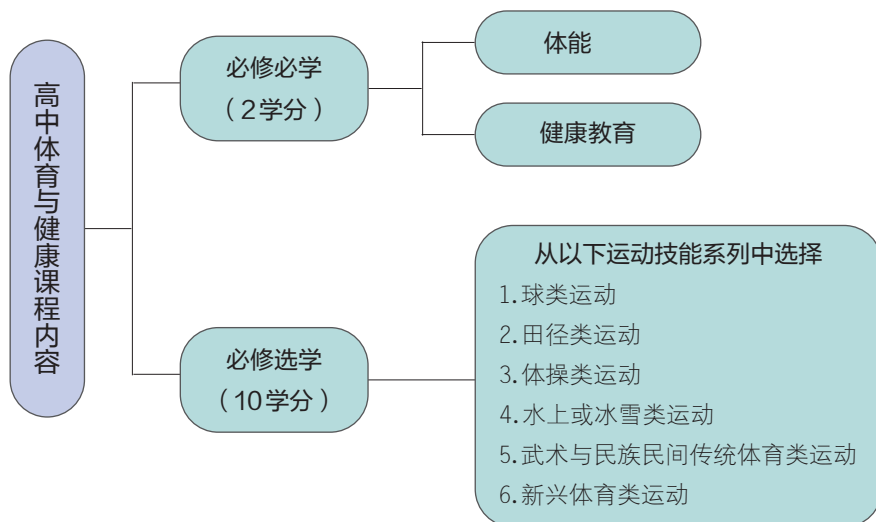 高中体育与健康课程内容
必修必学
（2学分）
体能
健康教育
必修选学
（10学分）
从以下运动技能系列中选择
1.球类运动
2.田径类运动
3.体操类运动
4.水上或冰雪类运动
5.武术与民族民间传统体育类运动
6.新兴体育类运动